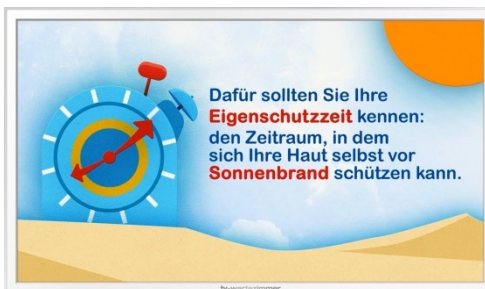 Dafür sollten Sie Ihre
Eigenschutzzeit kennen:
den Zeitraum, in dem
sich Ihre Haut selbst vor
Sonnenbrand schützen kann.